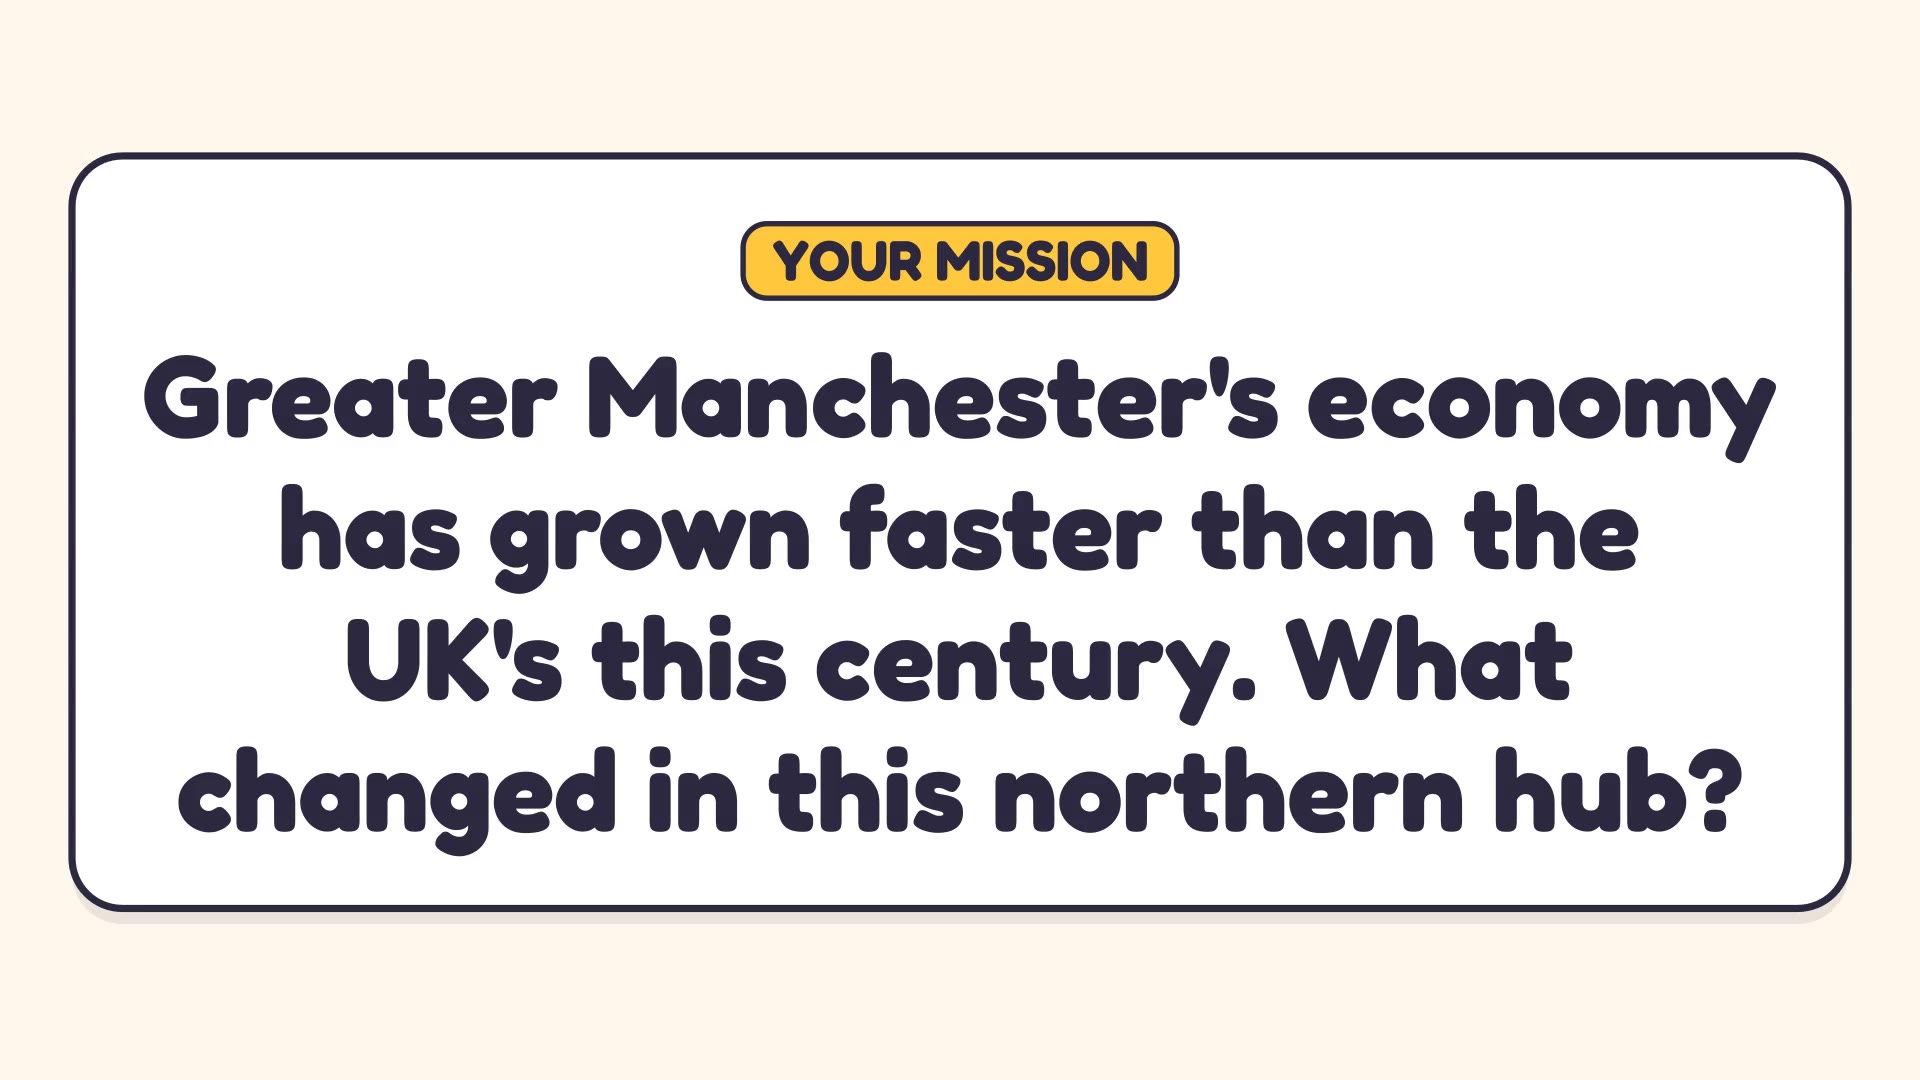 YOUR MISSION
Greater Manchester's economy
has grown faster than the
UK's this century. What
changed in this northern hub?